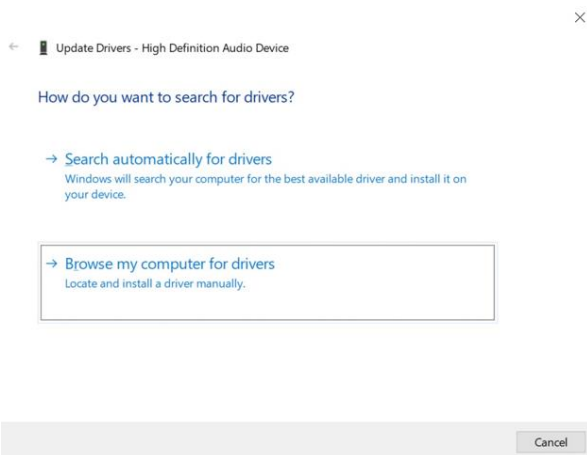 Update Drivers - High Definition Audio Device
How do you want to search for drivers?
Search automatically for drivers
Windows will search your computer for the best available driver and install it on
your device.
Browse my computer for drivers
Locate and install a driver manually.
Cancel